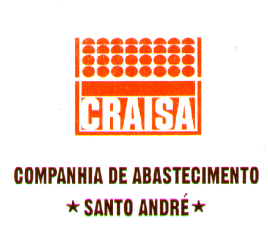 CRAISA
COMPANHIA DE ABASTECIMENTO
★ SANTO ANDRÉ ★